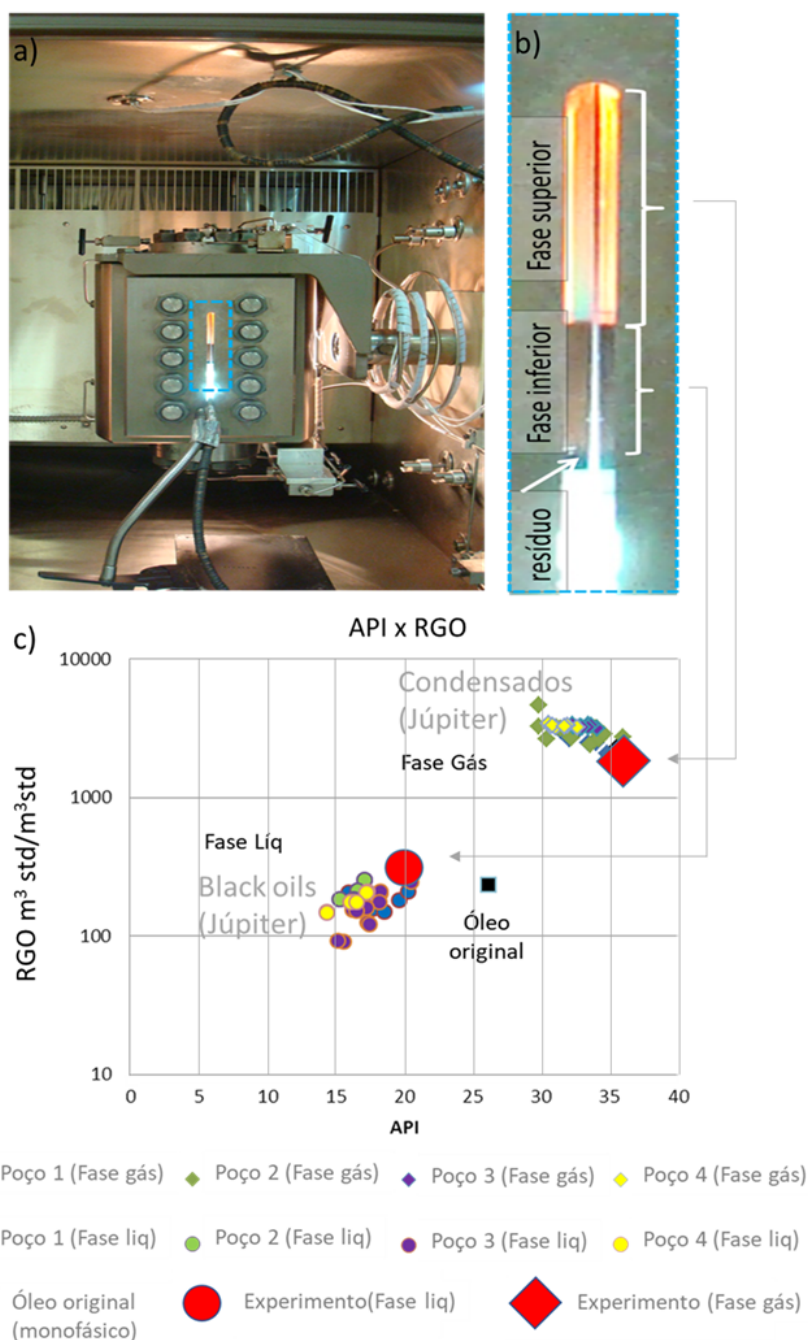 a)
b)
Fase superior
Fase inferior
resíduo
c)
API x RGO
10000
1000
100
10
RGO m³ std/m³std
Condensados
(Júpiter)
Fase Gás
Fase Líq
Black oils
(Júpiter)
Óleo
original
0 5 10 15 20 25 30 35 40
API
Poço 1 (Fase gás) Poço 2 (Fase gás) Poço 3 (Fase gás) Poço 4 (Fase gás)
Poço 1 (Fase liq) Poço 2 (Fase liq) Poço 3 (Fase liq) Poço 4 (Fase liq)
Óleo original
(monofásico)
Experimento(Fase liq) Experimento (Fase gás)